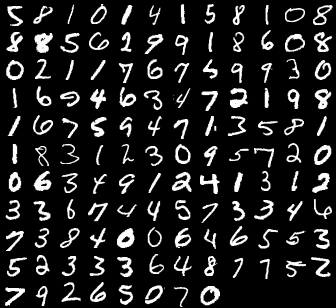 5 8 1 0 1 4 1 5 8 1 0 8
8 8 5 6 2 9 9 1 8 6 0 8
0 2 1 1 7 6 7 5 9 9 3 0
1 6 0 4 6 3 4 7 2 1 9 8
1 6 7 5 9 4 7 1 3 5 8 1
1 8 3 1 2 3 0 9 5 7 2 0
0 6 3 4 9 1 2 4 1 3 1 2
3 3 6 7 4 4 5 7 3 3 4 6
7 3 8 4 0 0 6 4 6 5 5 3
5 2 3 3 3 6 4 8 7 7 5 2
7 9 2 6 5 0 7 0